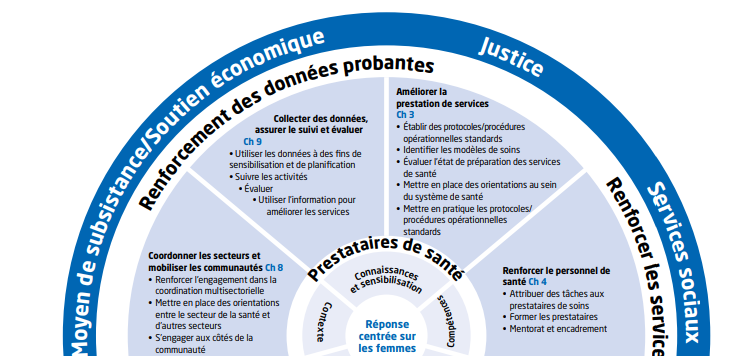 Moyen de subsistance/Soutien économique
Justice
Services sociaux
Renforcement des données probantes
Renforcer les service
Collecter des données,
assurer le suivi et évaluer
Ch 9
• Utiliser les données à des fins de
sensibilisation et de planification
• Suivre les activités
• Évaluer
• Utiliser l'information pour
améliorer les services
Améliorer la
prestation de services
Ch 3
• Établir des protocoles/procédures
opérationnelles standards
• Identifier les modèles de soins
• Évaluer l'état de préparation des services
de santé
• Mettre en place des orientations au sein
du système de santé
• Mettre en pratique les protocoles/
procédures opérationnelles
standards
Coordonner les secteurs et
mobiliser les communautés Ch 8
• Renforcer l'engagement dans la
coordination multisectorielle
• Mettre en place des orientations
entre le secteur de la santé et
d'autres secteurs
• S'engager aux côtés de la
communauté
Renforcer le personnel de
santé Ch 4
• Attribuer des tâches aux
prestataires de soins
• Former les prestataires
• Mentorat et encadrement
Prestataires de santé
Connaissances
et sensibilisation
Contexte
Compétences
Réponse
centrée sur
les femmes